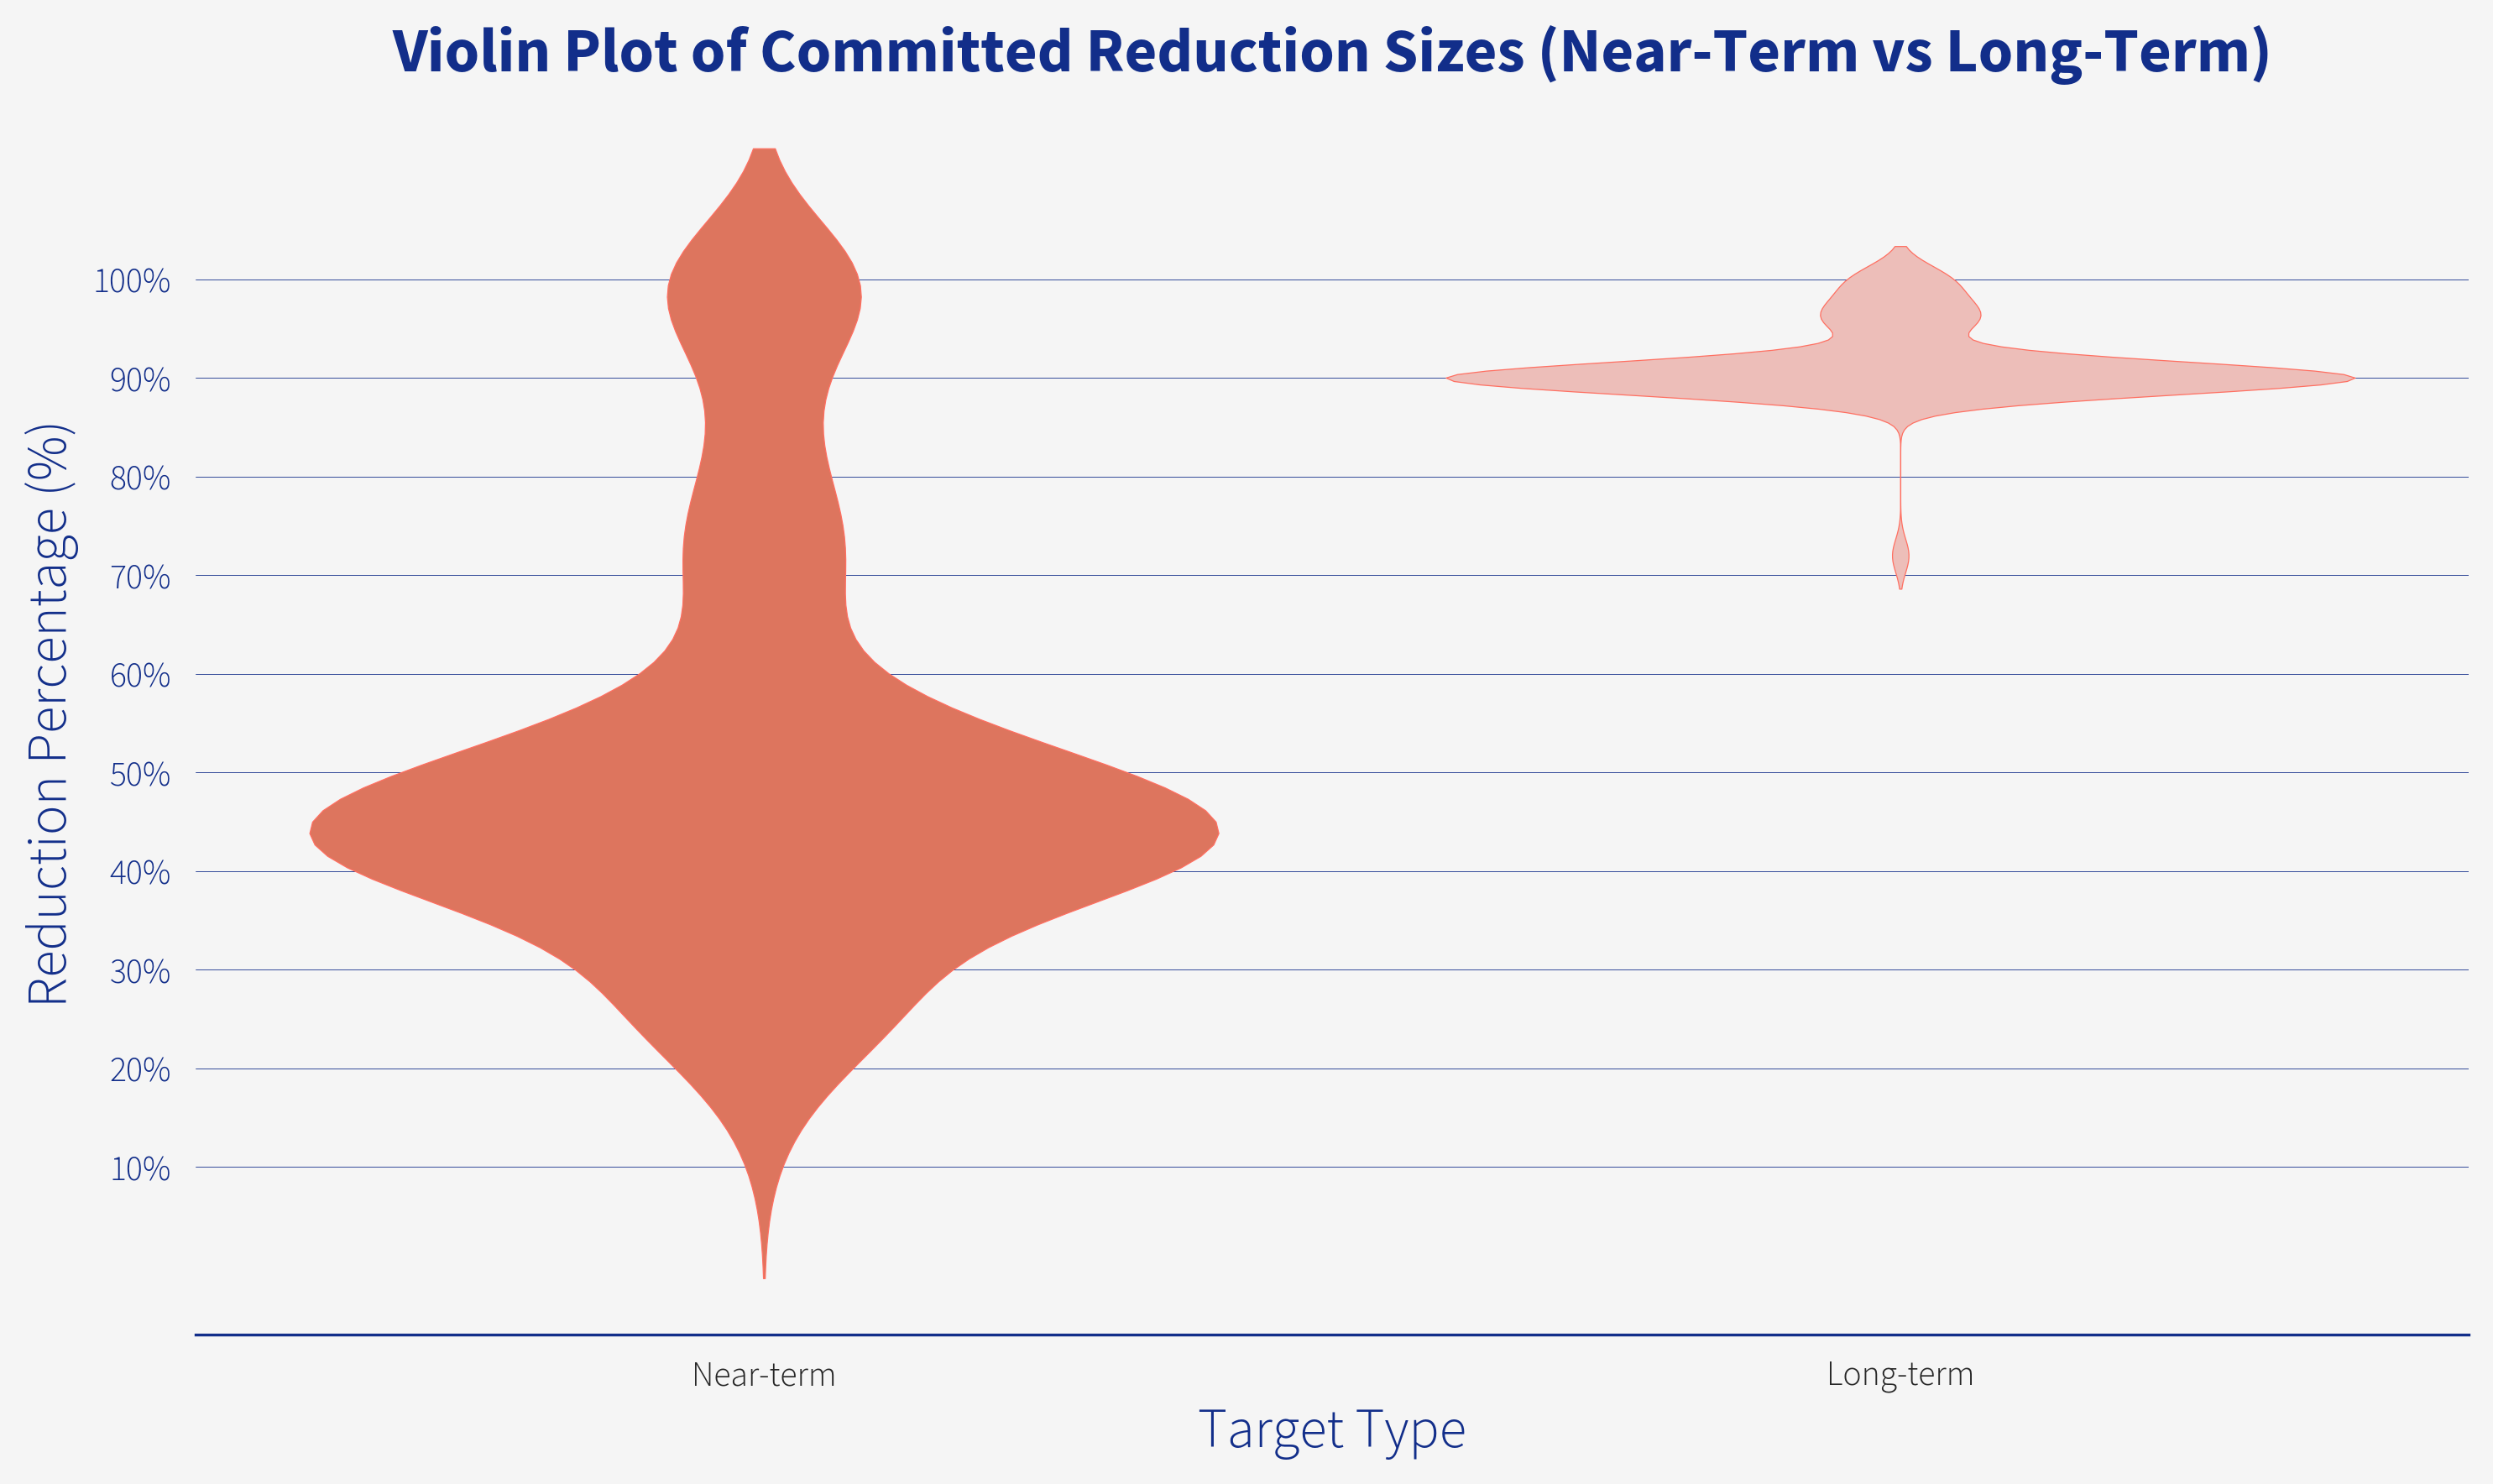 Violin Plot of Committed Reduction Sizes (Near-Term vs Long-Term)
Reduction Percentage (%)
100%
90%
80%
70%
60%
50%
40%
30%
20%
10%
Near-term
Long-term
Target Type